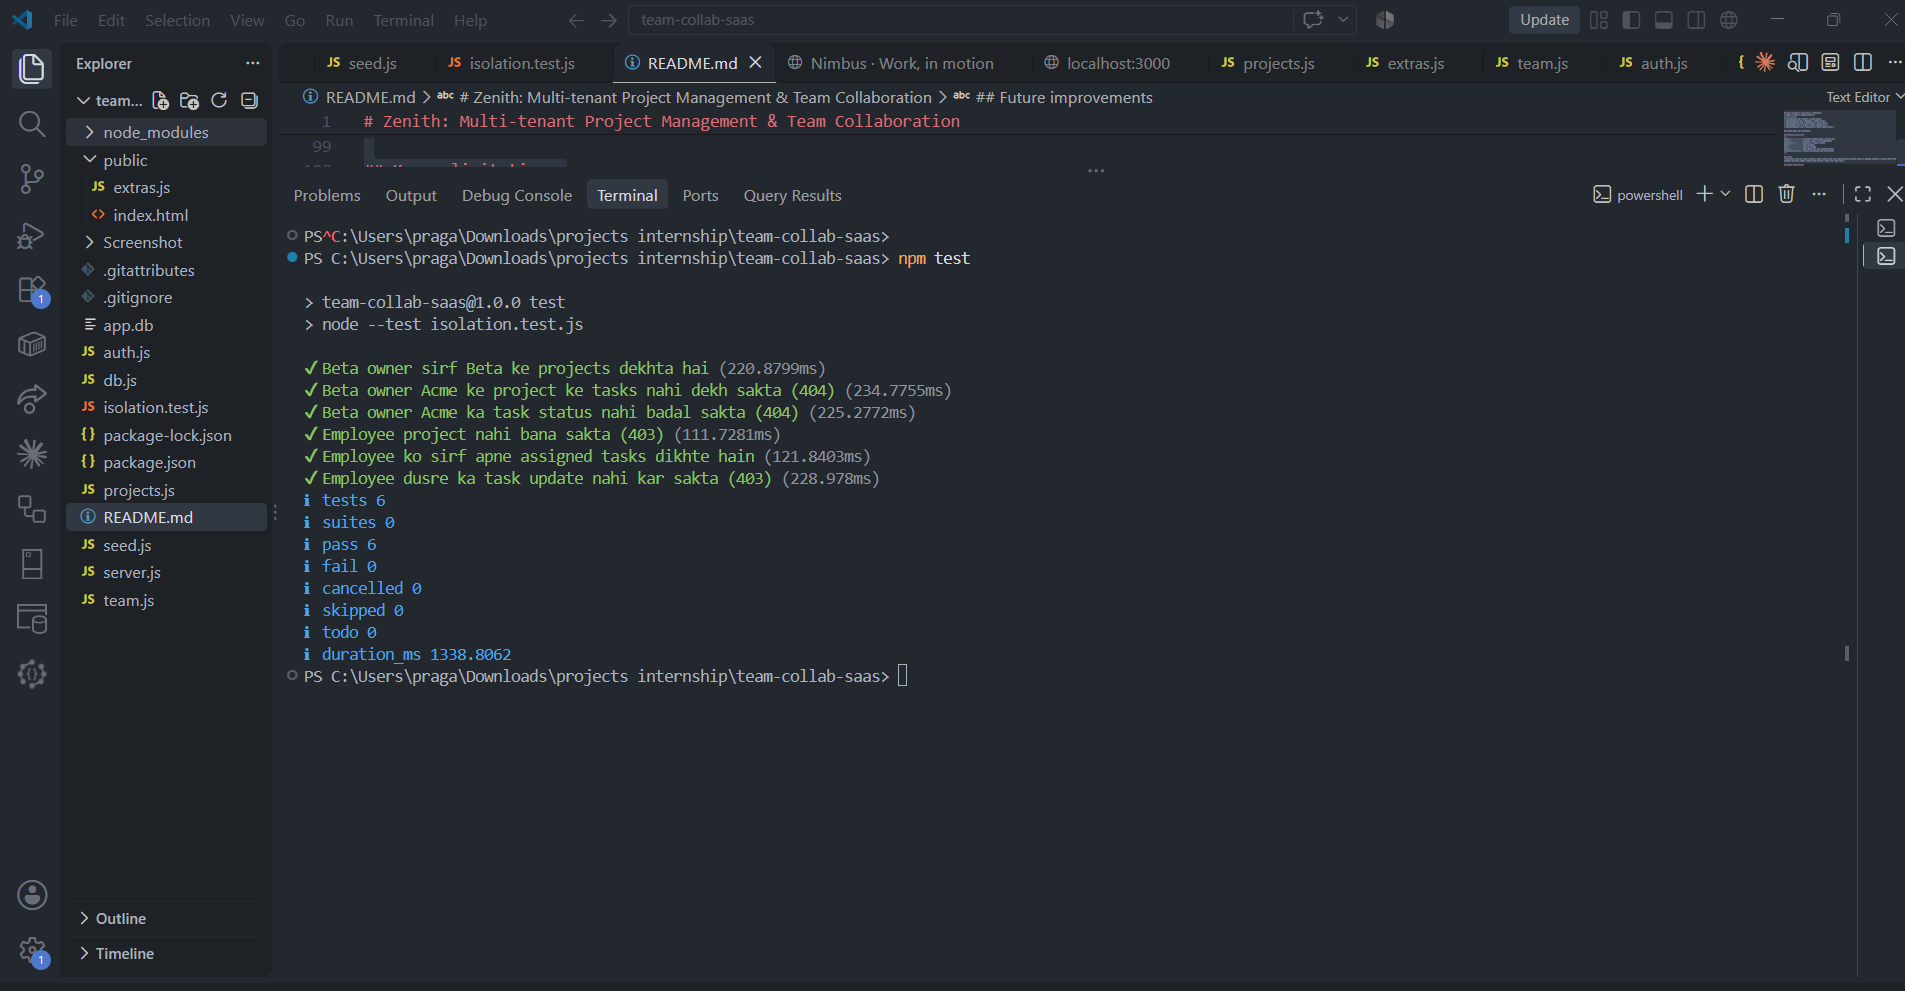 File Edit Selection View Go Run Terminal Help
team-collab-saas
Update
Explorer
seed.js
isolation.test.js
README.md
Nimbus · Work, in motion
localhost:3000
projects.js
extras.js
team.js
auth.js
team...
README.md > # Zenith: Multi-tenant Project Management & Team Collaboration > ## Future improvements
Text Editor
1 # Zenith: Multi-tenant Project Management & Team Collaboration
99
node_modules
public
extras.js
index.html
Screenshot
.gitattributes
.gitignore
app.db
auth.js
db.js
isolation.test.js
package-lock.json
package.json
projects.js
README.md
seed.js
server.js
team.js
Outline
Timeline
1
1
Problems Output Debug Console Terminal Ports Query Results
powershell
PS^C:\Users\praga\Downloads\projects internship\team-collab-saas>
PS C:\Users\praga\Downloads\projects internship\team-collab-saas> npm test
> team-collab-saas@1.0.0 test
> node --test isolation.test.js
✓ Beta owner sirf Beta ke projects dekhta hai (220.8799ms)
✓ Beta owner Acme ke project ke tasks nahi dekh sakta (404) (234.7755ms)
✓ Beta owner Acme ka task status nahi badal sakta (404) (225.2772ms)
✓ Employee project nahi bana sakta (403) (111.7281ms)
✓ Employee ko sirf apne assigned tasks dikhte hain (121.8403ms)
✓ Employee dusre ka task update nahi kar sakta (403) (228.978ms)
i tests 6
i suites 0
i pass 6
i fail 0
i cancelled 0
i skipped 0
i todo 0
i duration_ms 1338.8062
PS C:\Users\praga\Downloads\projects internship\team-collab-saas>